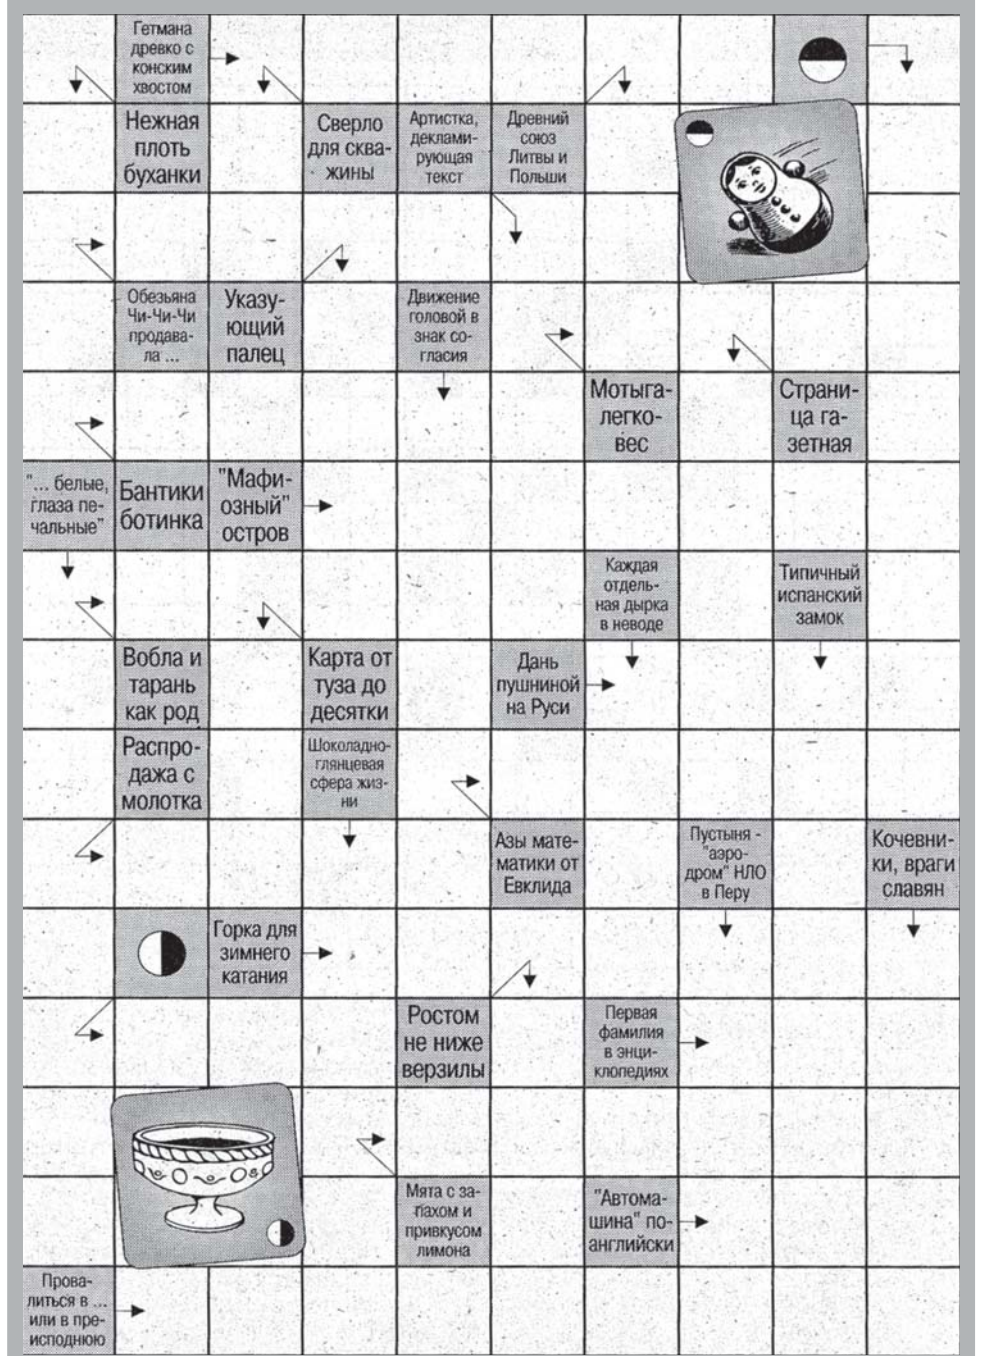 Гетмана
древко с
конским
хвостом
Нежная
плоть
буханки
Сверло
для сква-
жины
Артистка,
деклами-
рующая
текст
Древний
союз
Литвы и
Польши
Обезьяна
Чи-Чи-Чи
продава-
ла ...
Указу-
ющий
палец
Движение
головой в
знак со-
гласия
Мотыга-
легко-
вес
Страни-
ца га-
зетная
"... белые,
глаза пе-
чальные"
Бантики
ботинка
"Мафи-
озный"
остров
Каждая
отдель-
ная дырка
в неводе
Типичный
испанский
замок
Вобла и
тарань
как род
Карта от
туза до
десятки
Дань
пушниной
на Руси
Распро-
дажа с
молотка
Шоколадно-
глянцевая
сфера жиз-
ни
Азы мате-
матики от
Евклида
Пустыня -
"аэро-
дром" НЛО
в Перу
Кочевни-
ки, враги
славян
Горка для
зимнего
катания
Ростом
не ниже
верзилы
Первая
фамилия
в энци-
клопедиях
Мята с за-
пахом и
привкусом
лимона
"Автома-
шина" по-
английски
Прова-
литься в ...
или в пре-
исподнюю